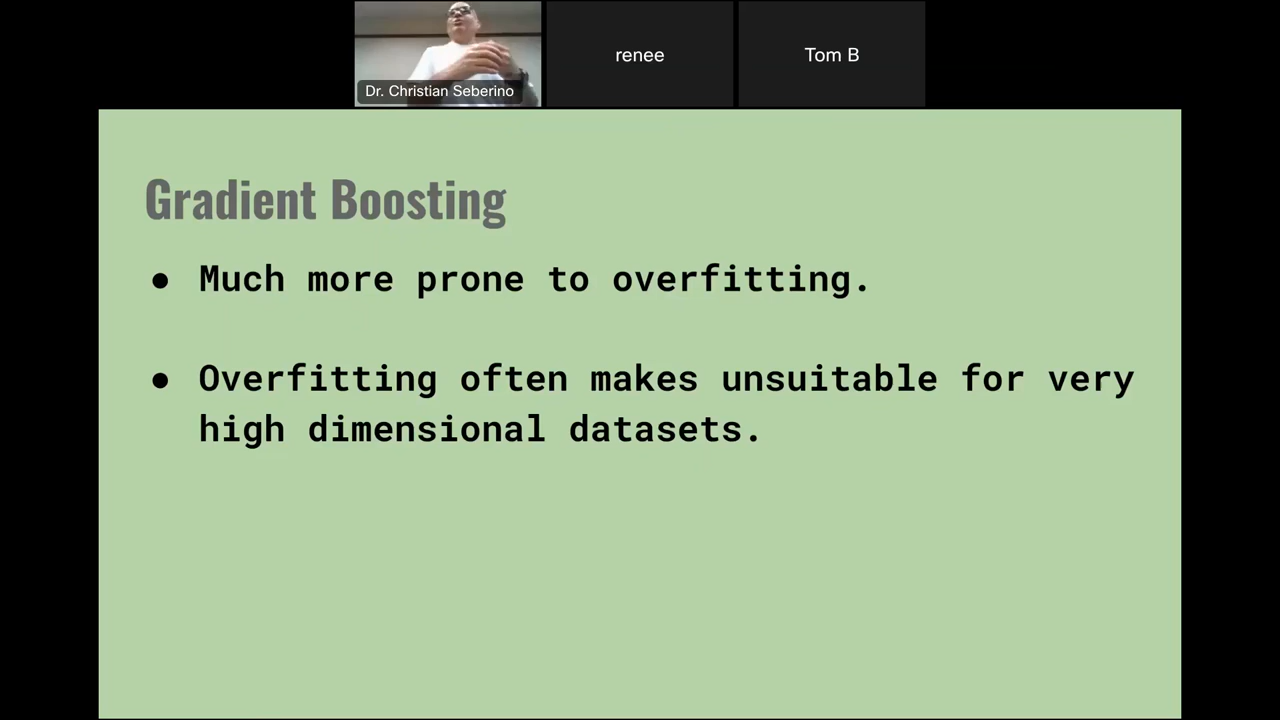 Dr. Christian Seberino
renee
Tom B
Gradient Boosting
● Much more prone to overfitting.
● Overfitting often makes unsuitable for very
high dimensional datasets.